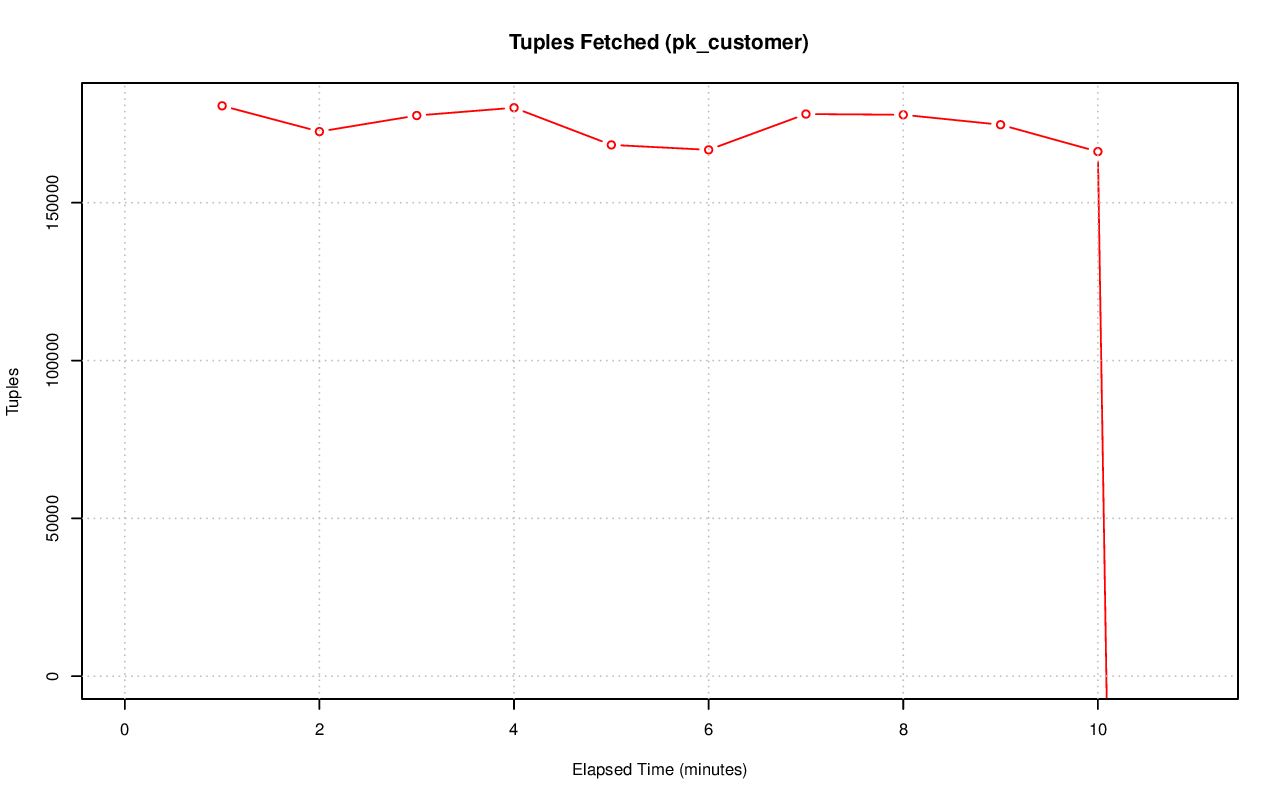 Tuples Fetched (pk_customer)
150000
100000
50000
0
Tuples
0 2 4 6 8 10
Elapsed Time (minutes)